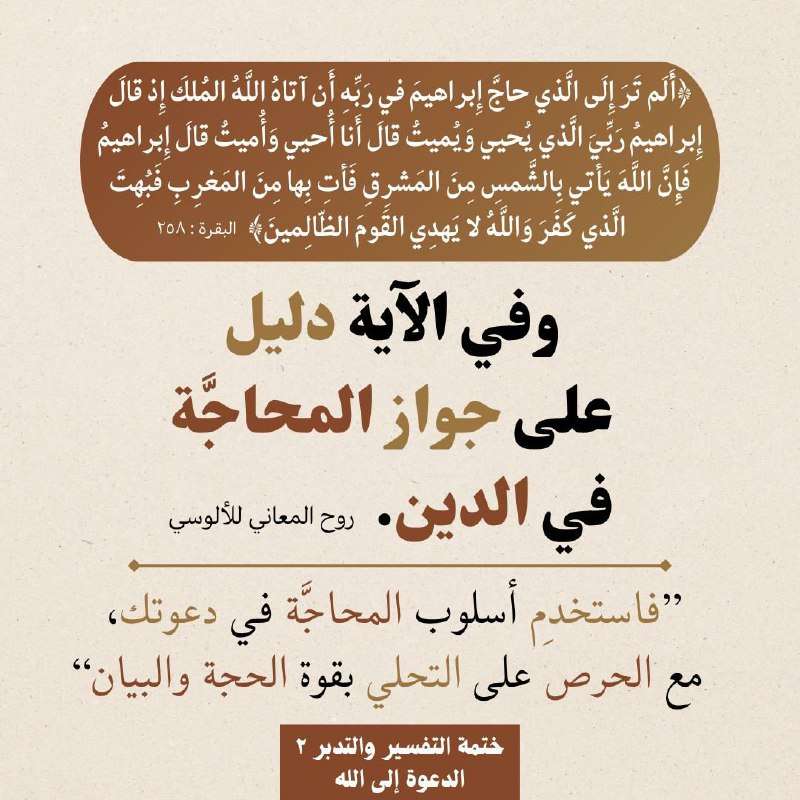 ﴿أَلَم تَرَ إِلَى الَّذي حاجَّ إِبراهيمَ في رَبِّهِ أَن آتاهُ اللَّهُ المُلكَ إِذ قالَ
إِبراهيمُ رَبِّيَ الَّذي يُحيي وَيُميتُ قالَ أَنا أُحيي وَأُميتُ قالَ إِبراهيمُ
فَإِنَّ اللَّهَ يَأتي بِالشَّمسِ مِنَ المَشرِقِ فَأتِ بِها مِنَ المَغرِبِ فَبُهِتَ
الَّذي كَفَرَ وَاللَّهُ لا يَهدِي القَومَ الظّالِمينَ﴾ البقرة : ٢٥٨
وفي الآية دليل
على جواز المحاجَّة
في الدين. روح المعاني للألوسي
”فاستخدمِ أسلوب المحاجَّة في دعوتك،
مع الحرص على التحلي بقوة الحجة والبيان“
ختمة التفسير والتدبر ٢
الدعوة إلى الله